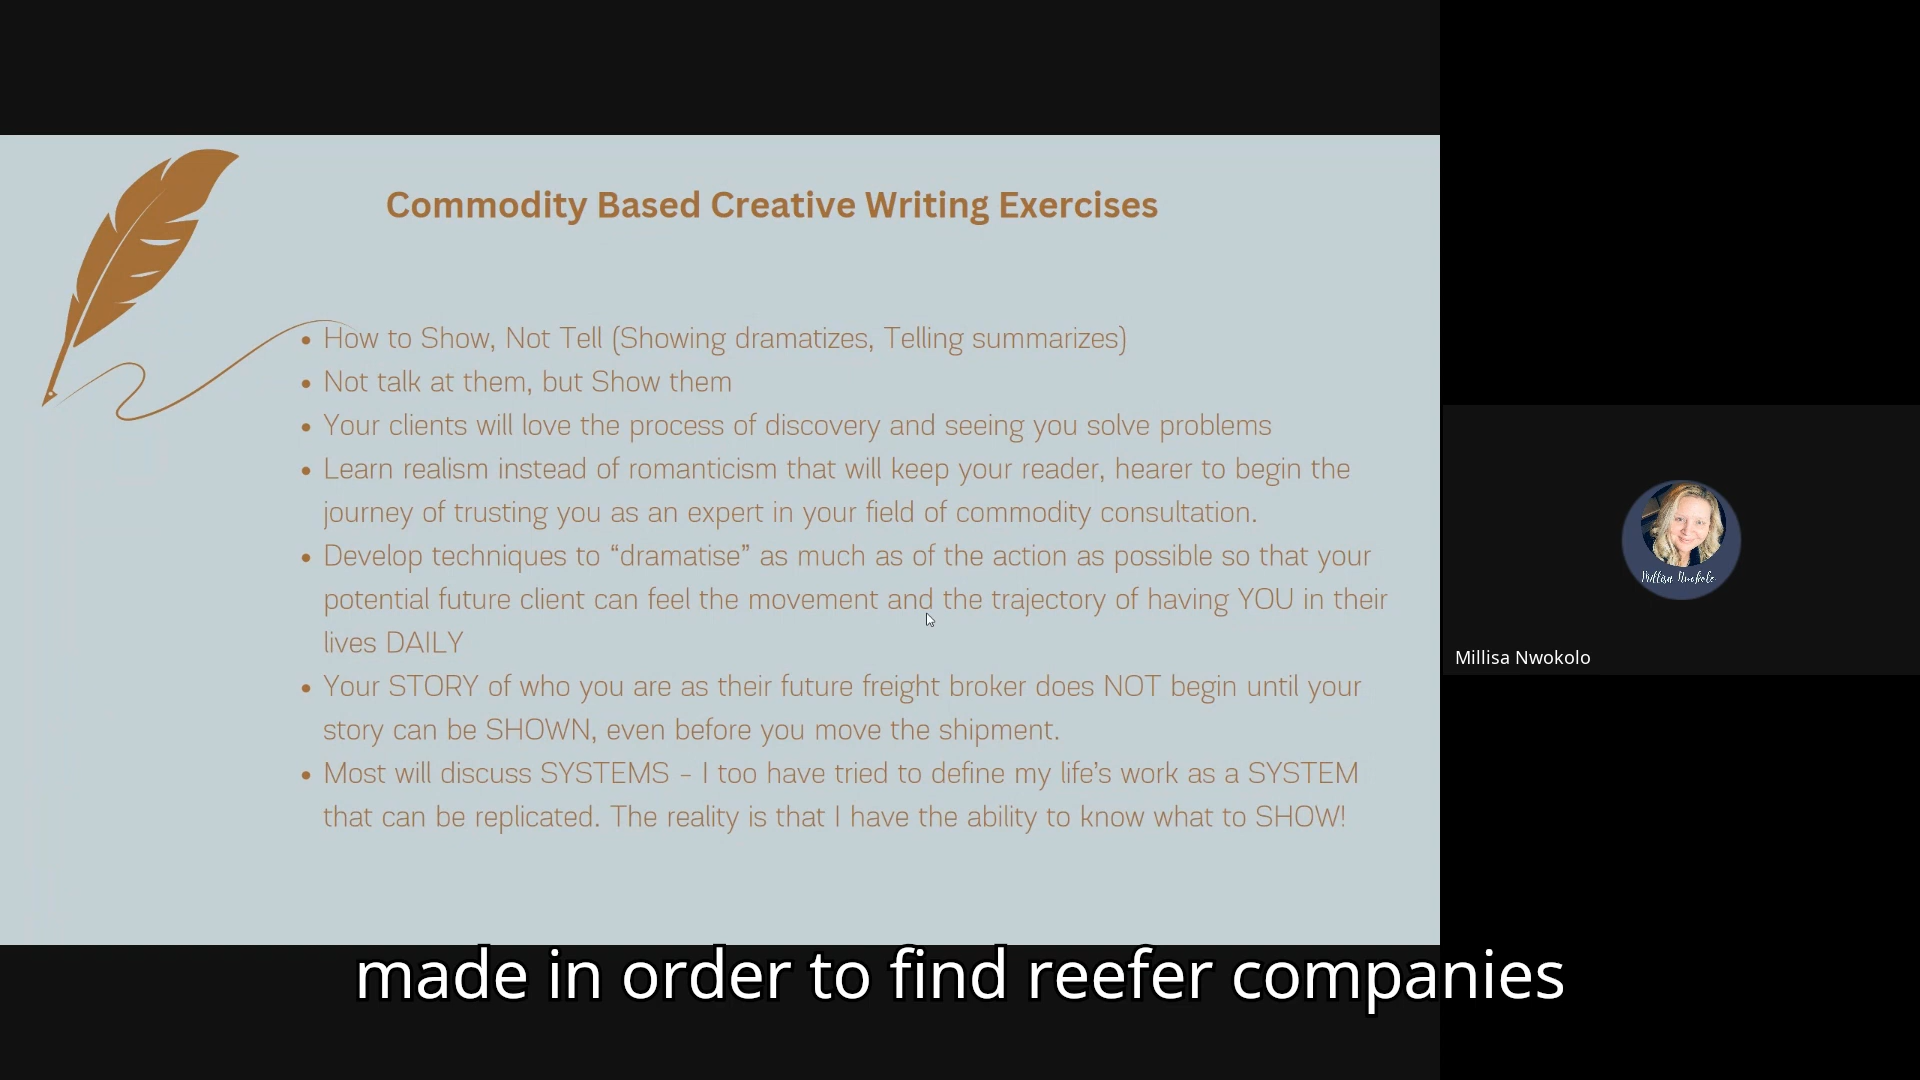 Commodity Based Creative Writing Exercises
• How to Show, Not Tell (Showing dramatizes, Telling summarizes)
• Not talk at them, but Show them
• Your clients will love the process of discovery and seeing you solve problems
• Learn realism instead of romanticism that will keep your reader, hearer to begin the
journey of trusting you as an expert in your field of commodity consultation.
• Develop techniques to “dramatise” as much as of the action as possible so that your
potential future client can feel the movement and the trajectory of having YOU in their
lives DAILY
• Your STORY of who you are as their future freight broker does NOT begin until your
story can be SHOWN, even before you move the shipment.
• Most will discuss SYSTEMS - I too have tried to define my life’s work as a SYSTEM
that can be replicated. The reality is that I have the ability to know what to SHOW!
Millisa Nwokolo
Millisa Nwokolo
made in order to find reefer companies